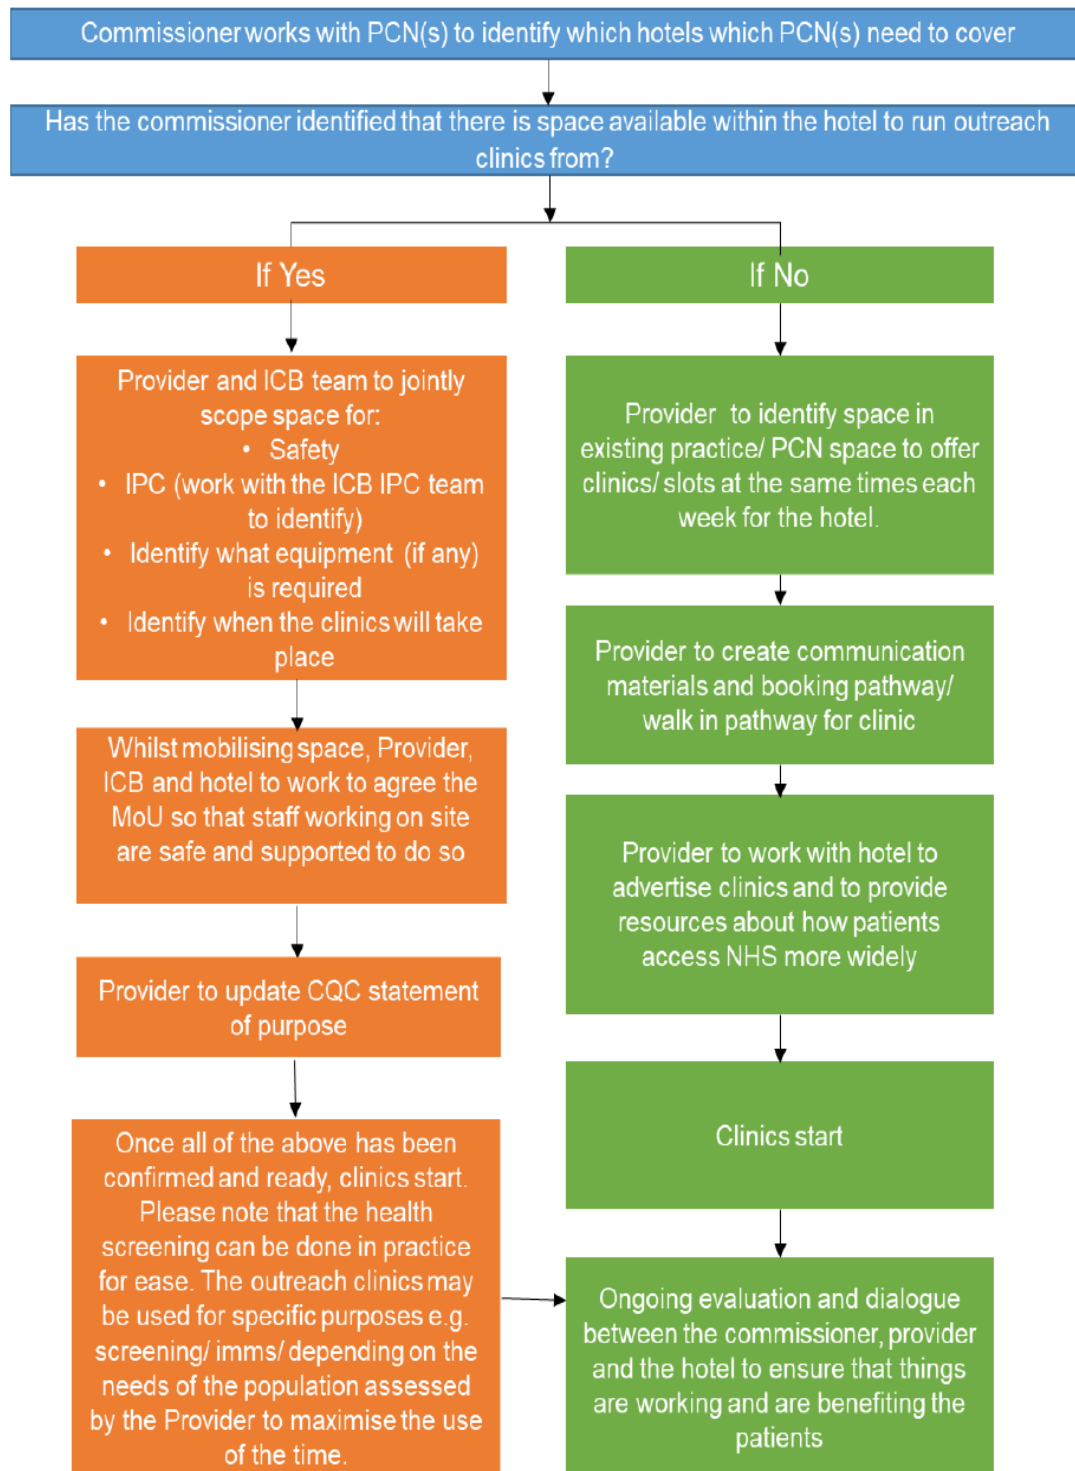 Commissioner works with PCN(s) to identify which hotels which PCN(s) need to cover
Has the commissioner identified that there is space available within the hotel to run outreach
clinics from?
If Yes
Provider and ICB team to jointly
scope space for:
• Safety
• IPC (work with the ICB IPC team
to identify)
• Identify what equipment (if any)
is required
• Identify when the clinics will take
place
Whilst mobilising space, Provider,
ICB and hotel to work to agree the
MoU so that staff working on site
are safe and supported to do so
Provider to update CQC statement
of purpose
Once all of the above has been
confirmed and ready, clinics start.
Please note that the health
screening can be done in practice
for ease. The outreach clinics may
be used for specific purposes e.g.
screening/ imms/ depending on the
needs of the population assessed
by the Provider to maximise the use
of the time.
If No
Provider to identify space in
existing practice/ PCN space to offer
clinics/ slots at the same times each
week for the hotel.
Provider to create communication
materials and booking pathway/
walk in pathway for clinic
Provider to work with hotel to
advertise clinics and to provide
resources about how patients
access NHS more widely
Clinics start
Ongoing evaluation and dialogue
between the commissioner, provider
and the hotel to ensure that things
are working and are benefiting the
patients